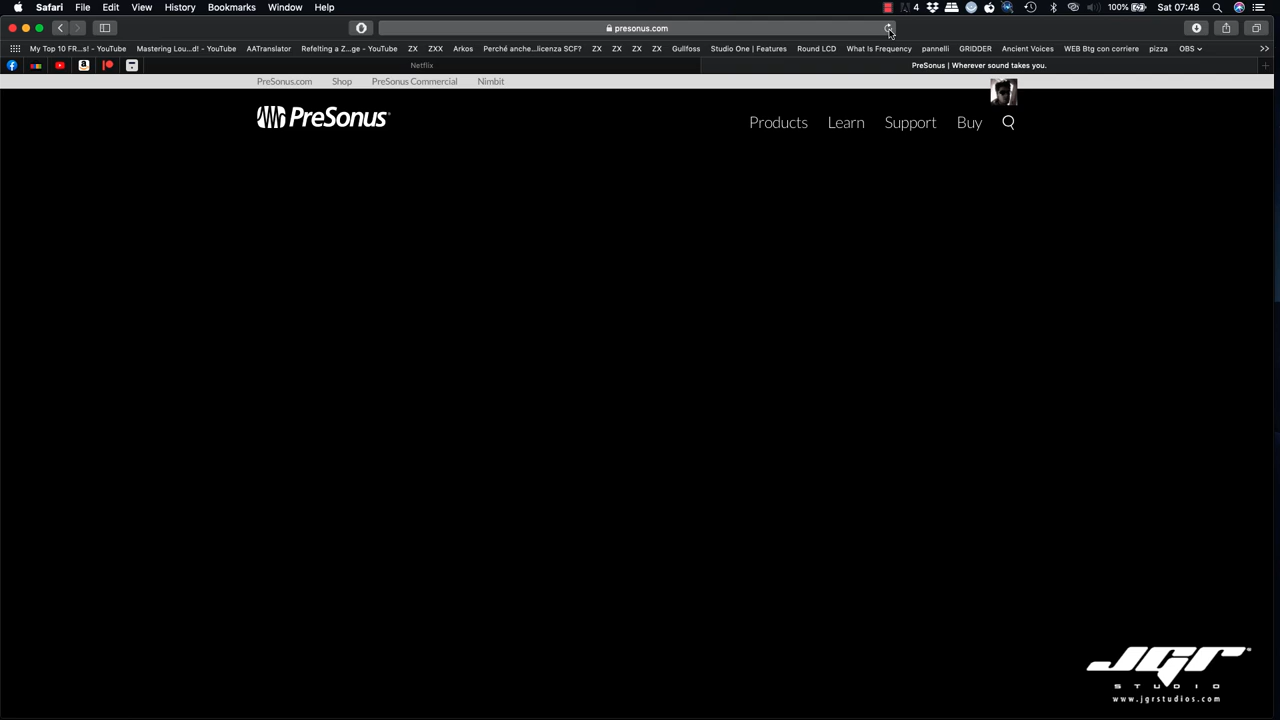 Safari File Edit View History Bookmarks Window Help 4 100% Sat 07:48
presonus.com
My Top 10 FR...s! - YouTube Mastering Lou...d! - YouTube AATranslator Refelting a Z...ge - YouTube ZX ZXX Arkos Perché anche...licenza SCF? ZX ZX ZX ZX Gullfoss Studio One | Features Round LCD What Is Frequency pannelli GRIDDER Ancient Voices WEB Btg con corriere pizza OBS
Netflix PreSonus | Wherever sound takes you.
PreSonus.com Shop PreSonus Commercial Nimbit
PreSonus Products Learn Support Buy
JGR
STUDIO
www.jgrstudios.com